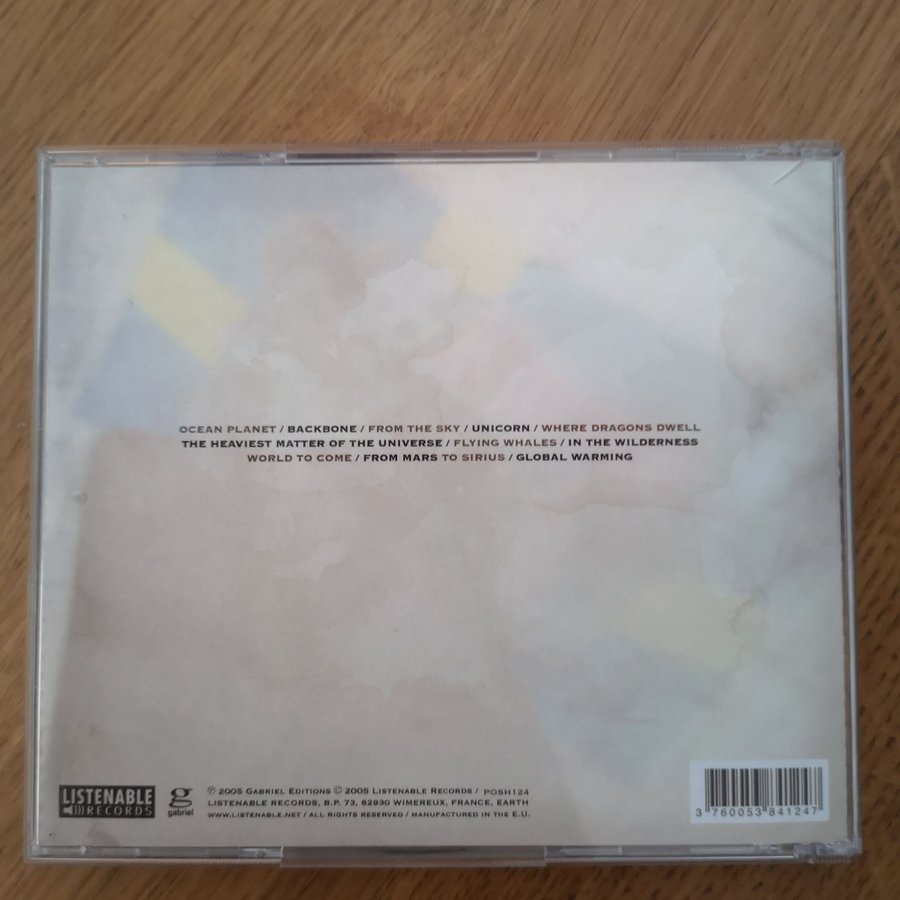 OCEAN PLANET / BACKBONE / FROM THE SKY / UNICORN / WHERE DRAGONS DWELL
THE HEAVIEST MATTER OF THE UNIVERSE / FLYING WHALES / IN THE WILDERNESS
WORLD TO COME / FROM MARS TO SIRIUS / GLOBAL WARMING
LISTENABLE
RECORDS
g
gabriel
℗ 2005 GABRIEL EDITIONS © 2005 LISTENABLE RECORDS / POSH124
LISTENABLE RECORDS, B.P. 73, 62930 WIMEREUX, FRANCE, EARTH
WWW.LISTENABLE.NET / ALL RIGHTS RESERVED / MANUFACTURED IN THE E.U.
3 760053 841247